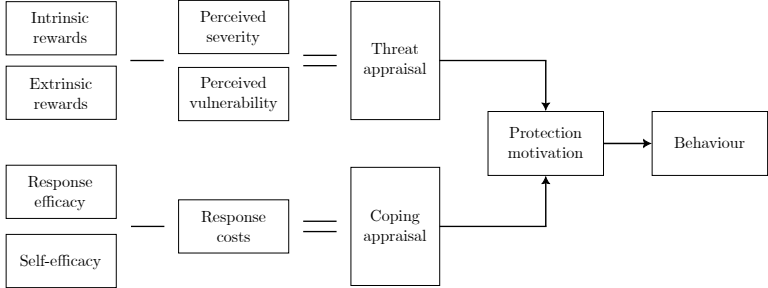 Intrinsic
rewards
Extrinsic
rewards
Perceived
severity
Perceived
vulnerability
Threat
appraisal
Protection
motivation
Behaviour
Response
efficacy
Self-efficacy
Response
costs
Coping
appraisal